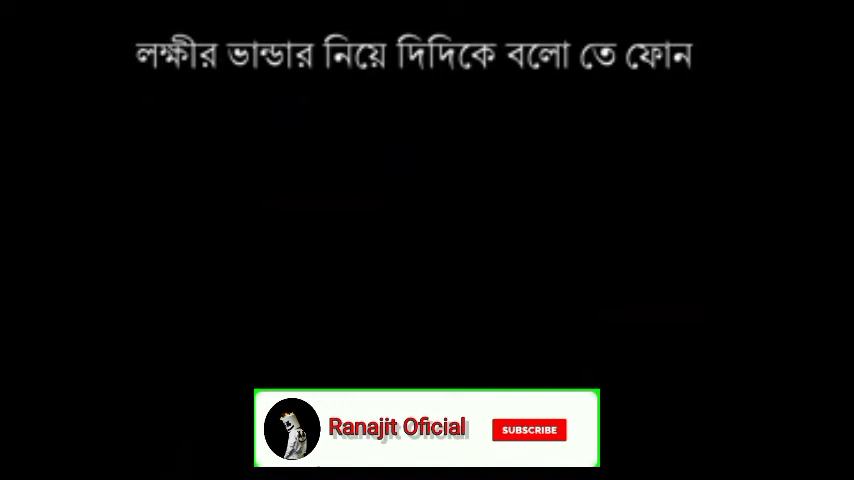 লক্ষীর ভান্ডার নিয়ে দিদিকে বলো তে ফোন
Ranajit Oficial
SUBSCRIBE